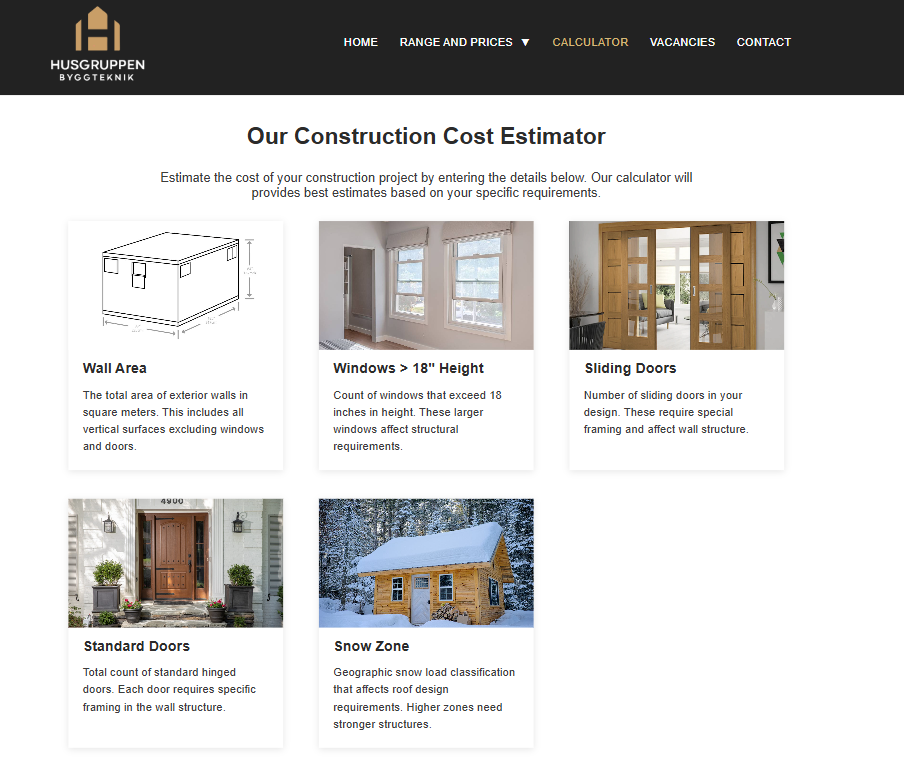 HUSGRUPPEN
BYGGTEKNIK
HOME RANGE AND PRICES ▼ CALCULATOR VACANCIES CONTACT
Our Construction Cost Estimator
Estimate the cost of your construction project by entering the details below. Our calculator will
provides best estimates based on your specific requirements.
Wall Area
The total area of exterior walls in
square meters. This includes all
vertical surfaces excluding windows
and doors.
Windows > 18" Height
Count of windows that exceed 18
inches in height. These larger
windows affect structural
requirements.
Sliding Doors
Number of sliding doors in your
design. These require special
framing and affect wall structure.
4900
Standard Doors
Total count of standard hinged
doors. Each door requires specific
framing in the wall structure.
Snow Zone
Geographic snow load classification
that affects roof design
requirements. Higher zones need
stronger structures.